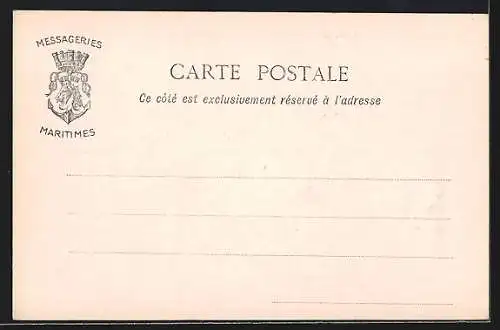 MESSAGERIES
MARITIMES
CARTE POSTALE
Ce côté est exclusivement réservé à l'adresse